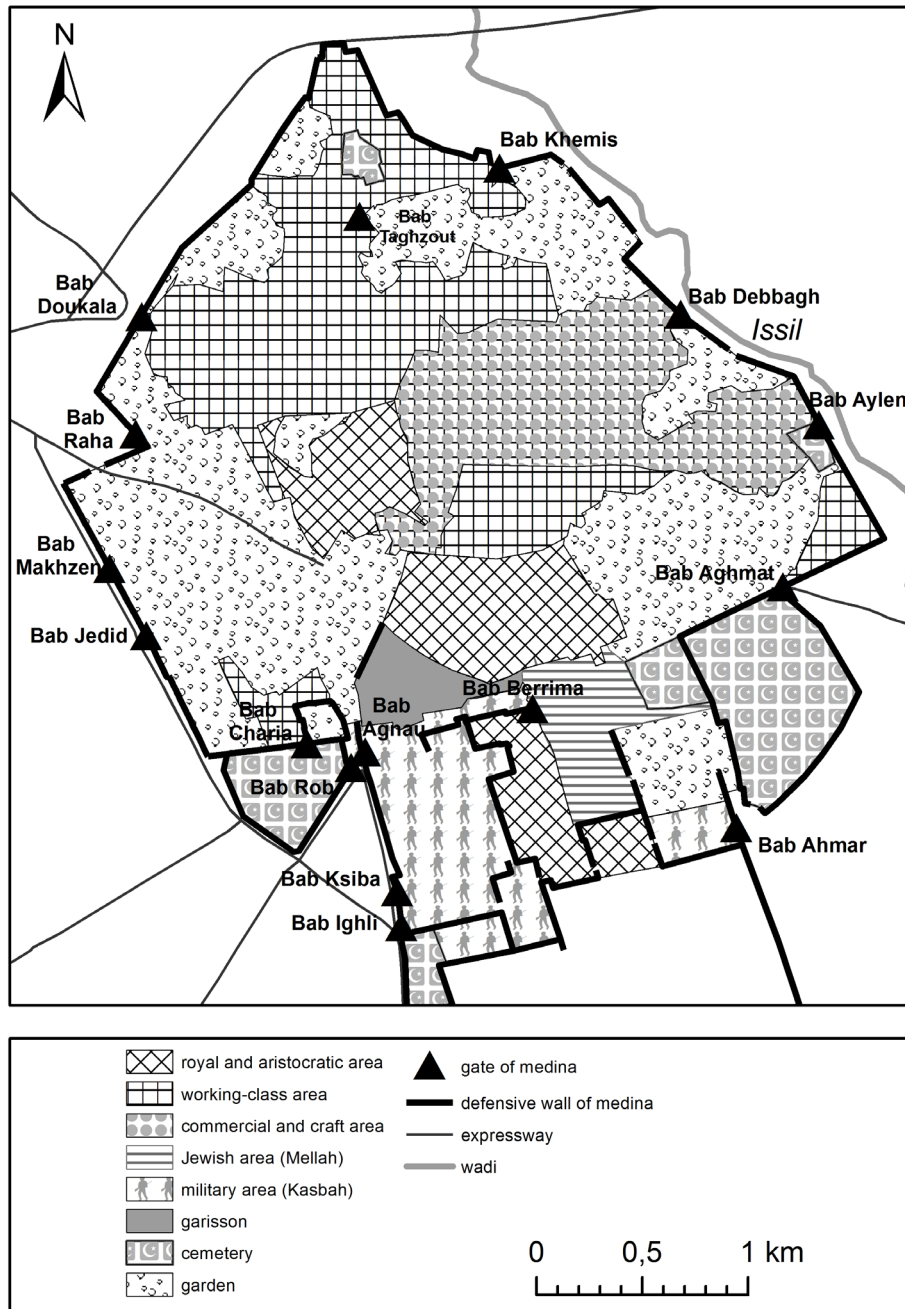 N
Bab Khemis
Bab
Taghzout
Bab
Doukala
Bab Debbagh
Issil
Bab Aylen
Bab
Raha
Bab
Makhzen
Bab Aghmat
Bab Jedid
Bab Berrima
Bab
Agnau
Bab
Charia
Bab Rob
Bab Ahmar
Bab Ksiba
Bab Ighli
royal and aristocratic area
working-class area
commercial and craft area
Jewish area (Mellah)
military area (Kasbah)
garisson
cemetery
garden
gate of medina
defensive wall of medina
expressway
wadi
0 0,5 1 km